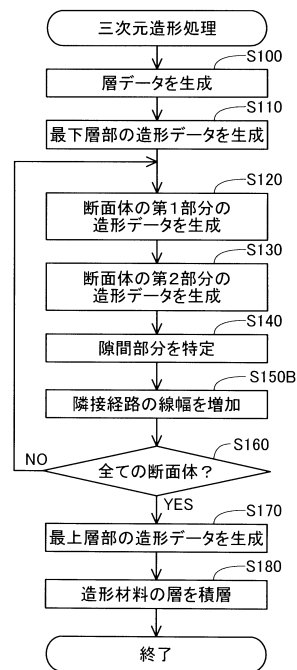 三次元造形処理
S100
層データを生成
S110
最下層部の造形データを生成
S120
断面体の第1部分の
造形データを生成
S130
断面体の第2部分の
造形データを生成
S140
隙間部分を特定
S150B
隣接経路の線幅を増加
S160
全ての断面体?
NO
YES
S170
最上層部の造形データを生成
S180
造形材料の層を積層
終了